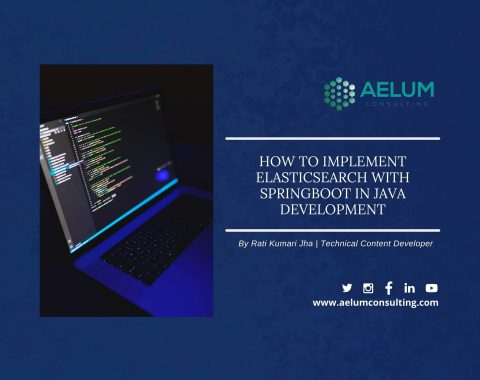 AELUM
CONSULTING
HOW TO IMPLEMENT
ELASTICSEARCH WITH
SPRINGBOOT IN JAVA
DEVELOPMENT
By Rati Kumari Jha | Technical Content Developer
www.aelumconsulting.com